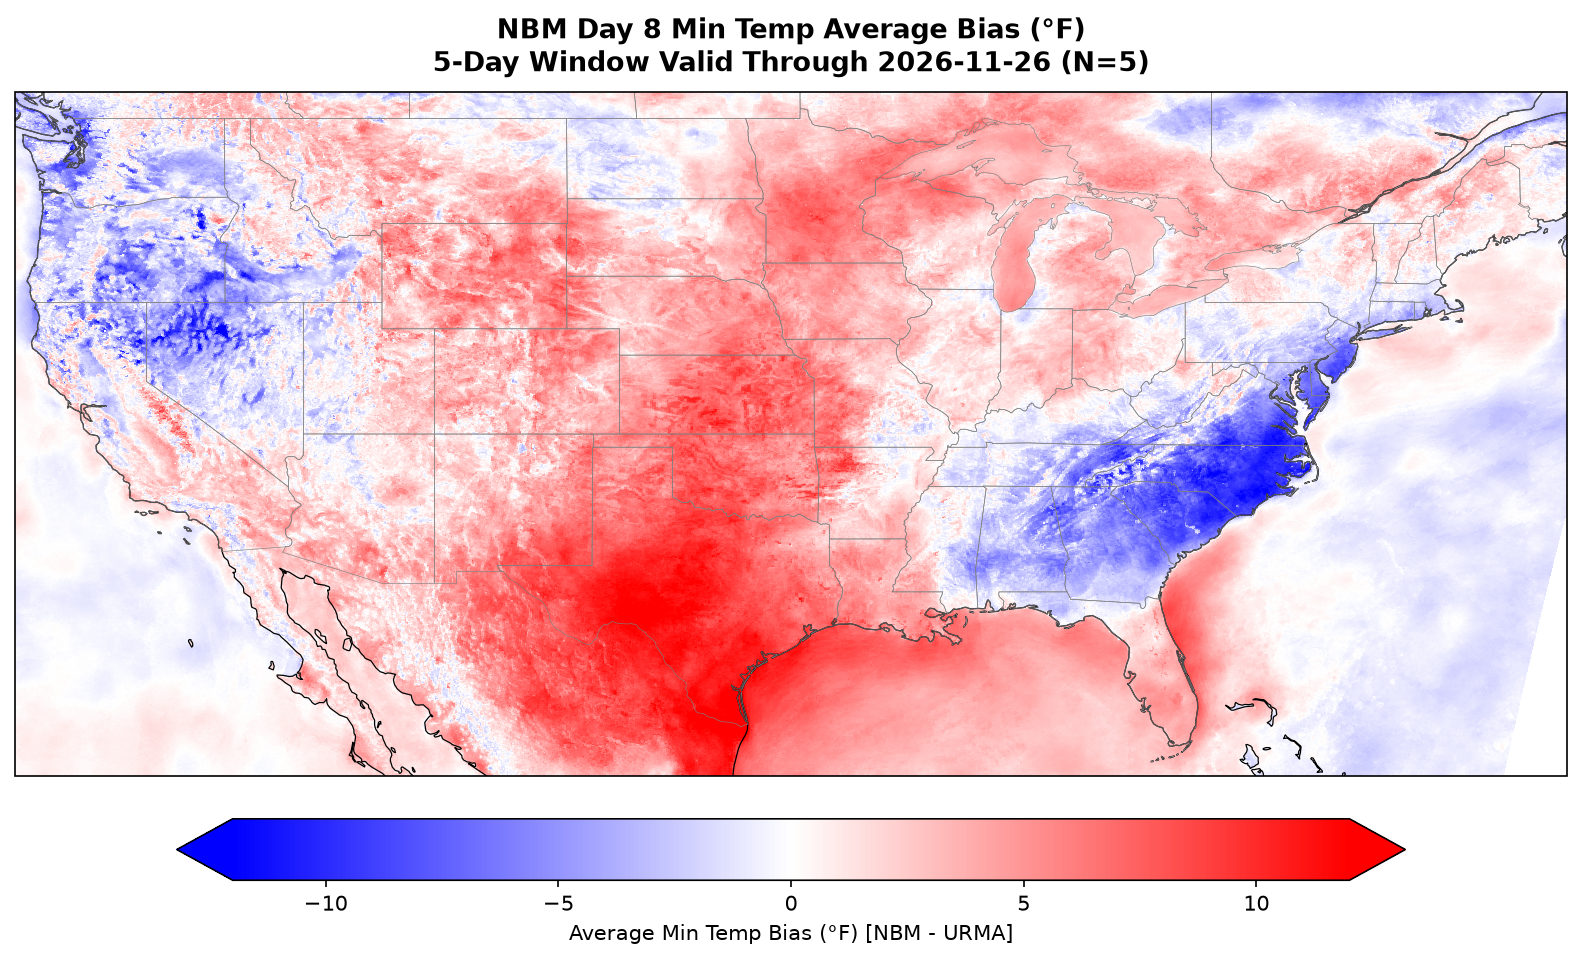 NBM Day 8 Min Temp Average Bias (°F)
5-Day Window Valid Through 2026-11-26 (N=5)
−10 −5 0 5 10
Average Min Temp Bias (°F) [NBM - URMA]